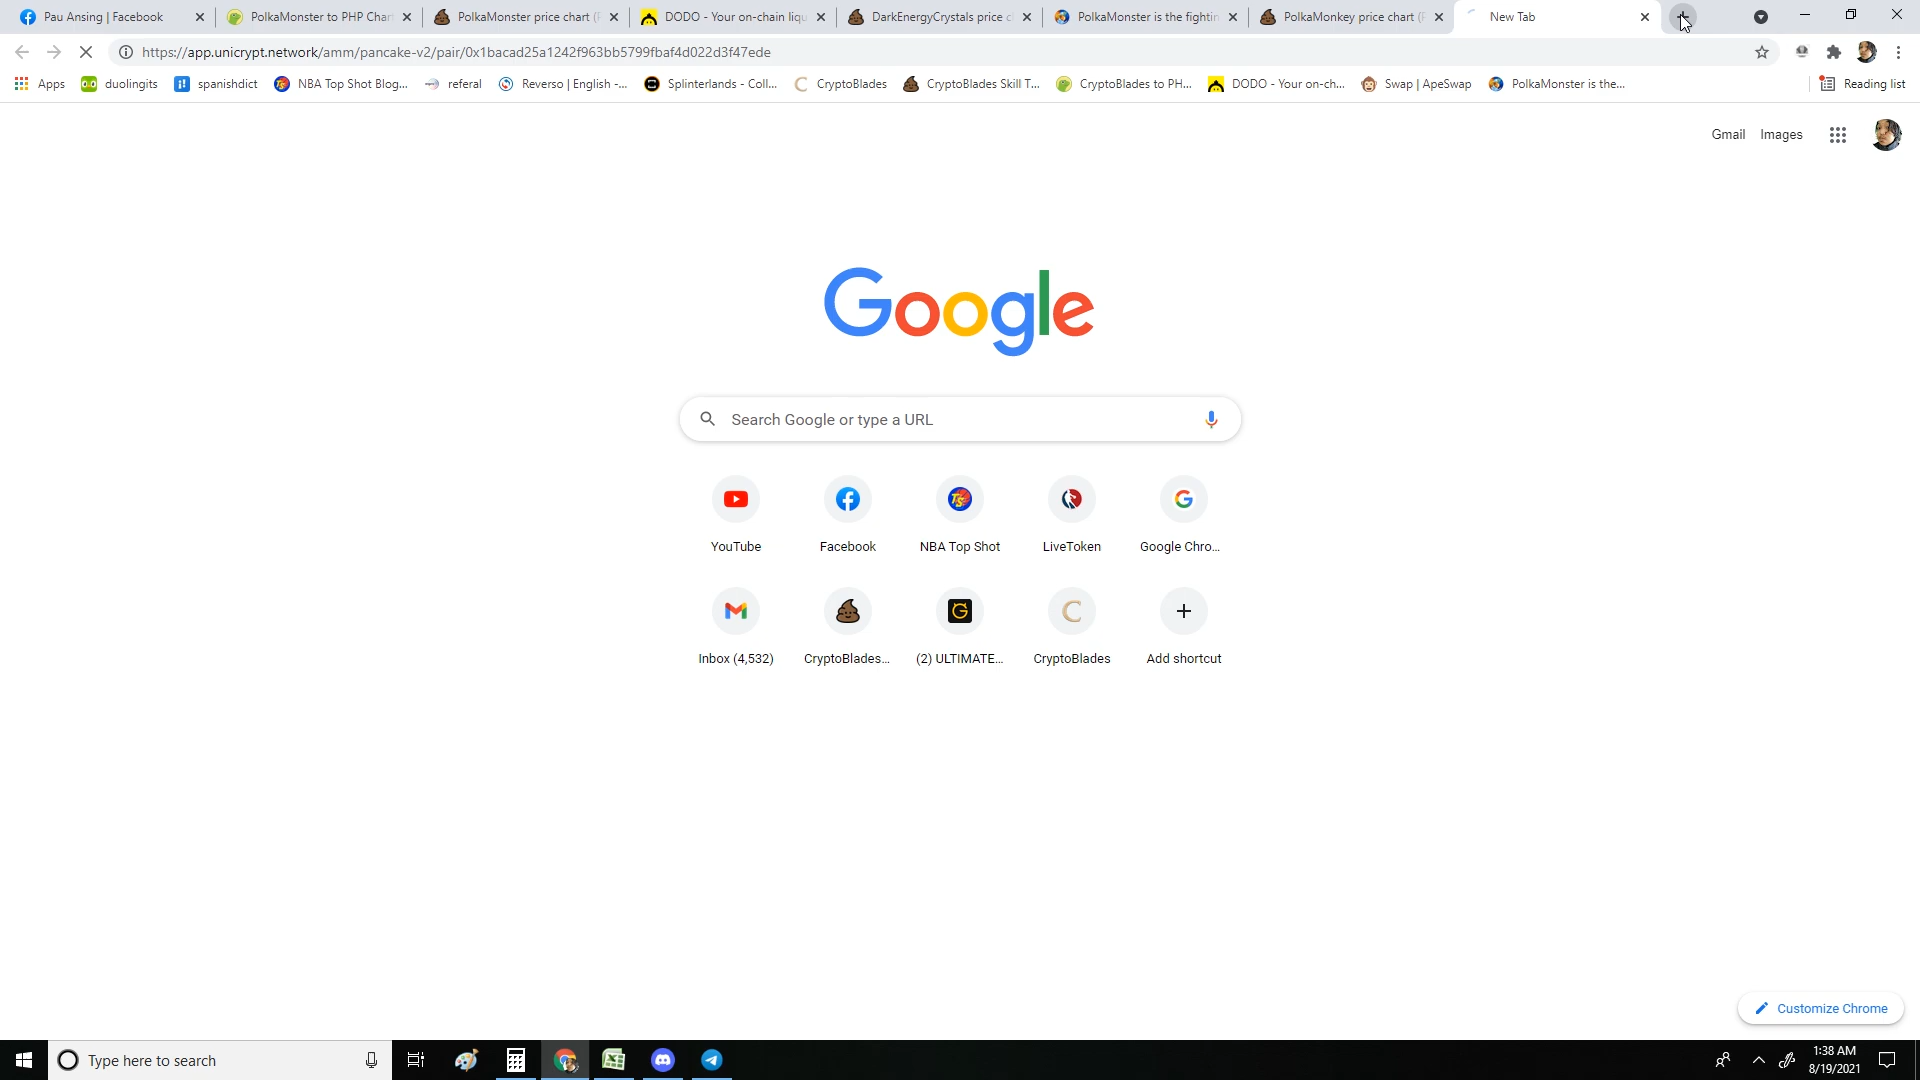 Pau Ansing | Facebook
PolkaMonster to PHP Char
PolkaMonster price chart (
DODO - Your on-chain liqu
DarkEnergyCrystals price c
PolkaMonster is the fightin
PolkaMonkey price chart (P
New Tab
https://app.unicrypt.network/amm/pancake-v2/pair/0x1bacad25a1242f963bb5799fbaf4d022d3f47ede
Apps
duolingits
spanishdict
NBA Top Shot Blog...
referal
Reverso | English -...
Splinterlands - Coll...
CryptoBlades
CryptoBlades Skill T...
CryptoBlades to PH...
DODO - Your on-ch...
Swap | ApeSwap
PolkaMonster is the...
Reading list
Gmail Images
Google
Search Google or type a URL
YouTube
Facebook
NBA Top Shot
LiveToken
Google Chro...
Inbox (4,532)
CryptoBlades...
(2) ULTIMATE...
CryptoBlades
Add shortcut
Customize Chrome
Type here to search
1:38 AM
8/19/2021